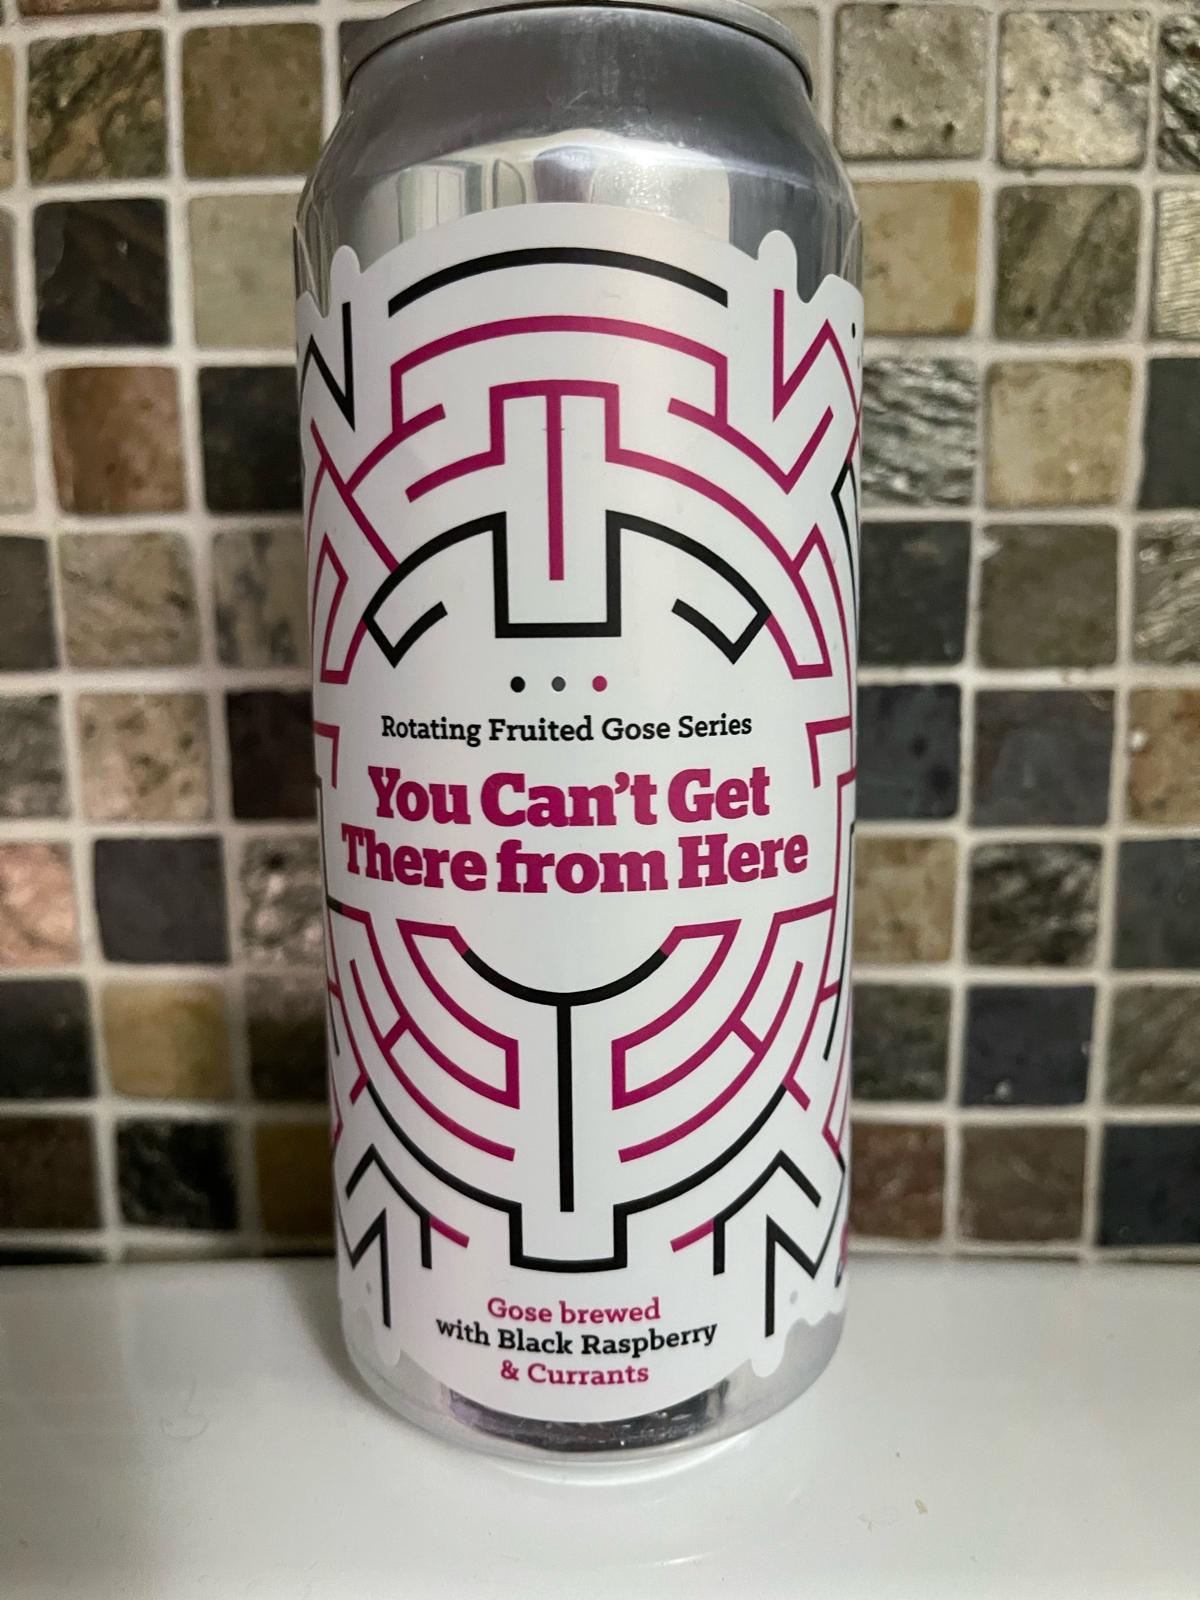 Rotating Fruited Gose Series
You Can't Get
There from Here
Gose brewed
with Black Raspberry
& Currants